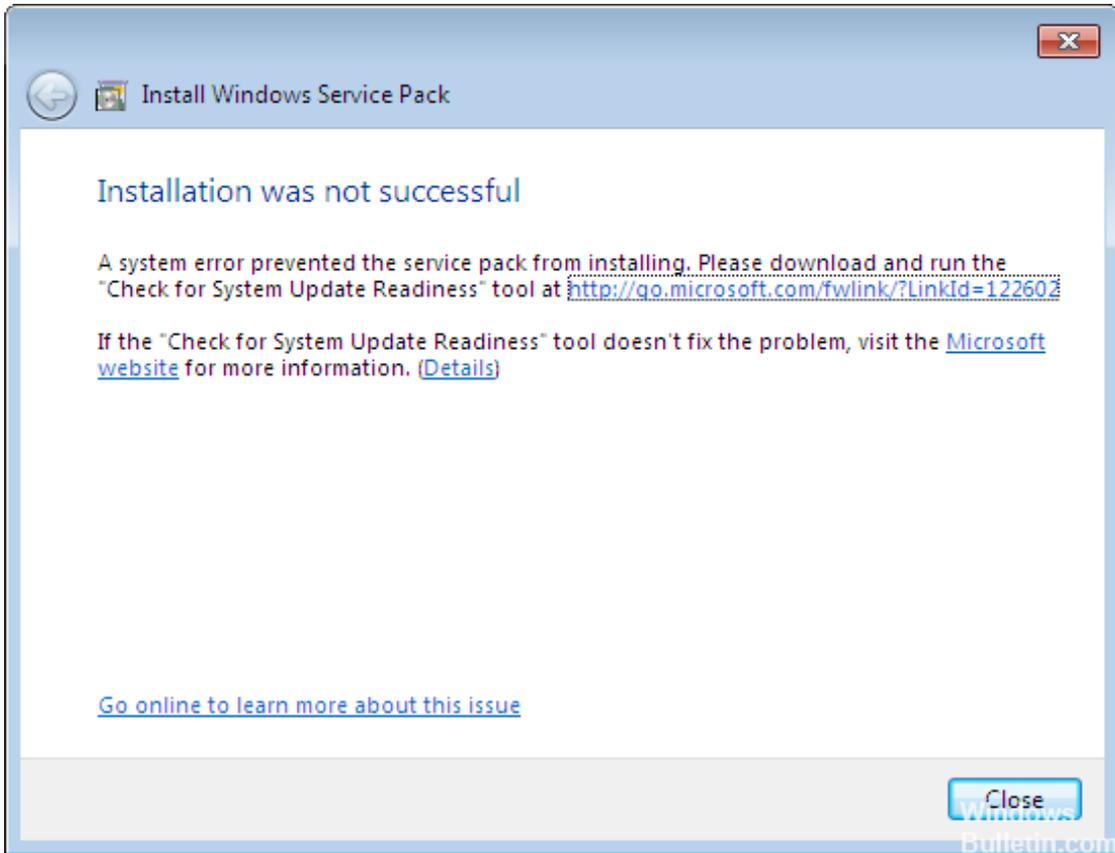 Install Windows Service Pack
Installation was not successful
A system error prevented the service pack from installing. Please download and run the
"Check for System Update Readiness" tool at http://go.microsoft.com/fwlink/?LinkId=122602
If the "Check for System Update Readiness" tool doesn't fix the problem, visit the Microsoft
website for more information. (Details)
Go online to learn more about this issue
Close
Windows
Bulletin.com